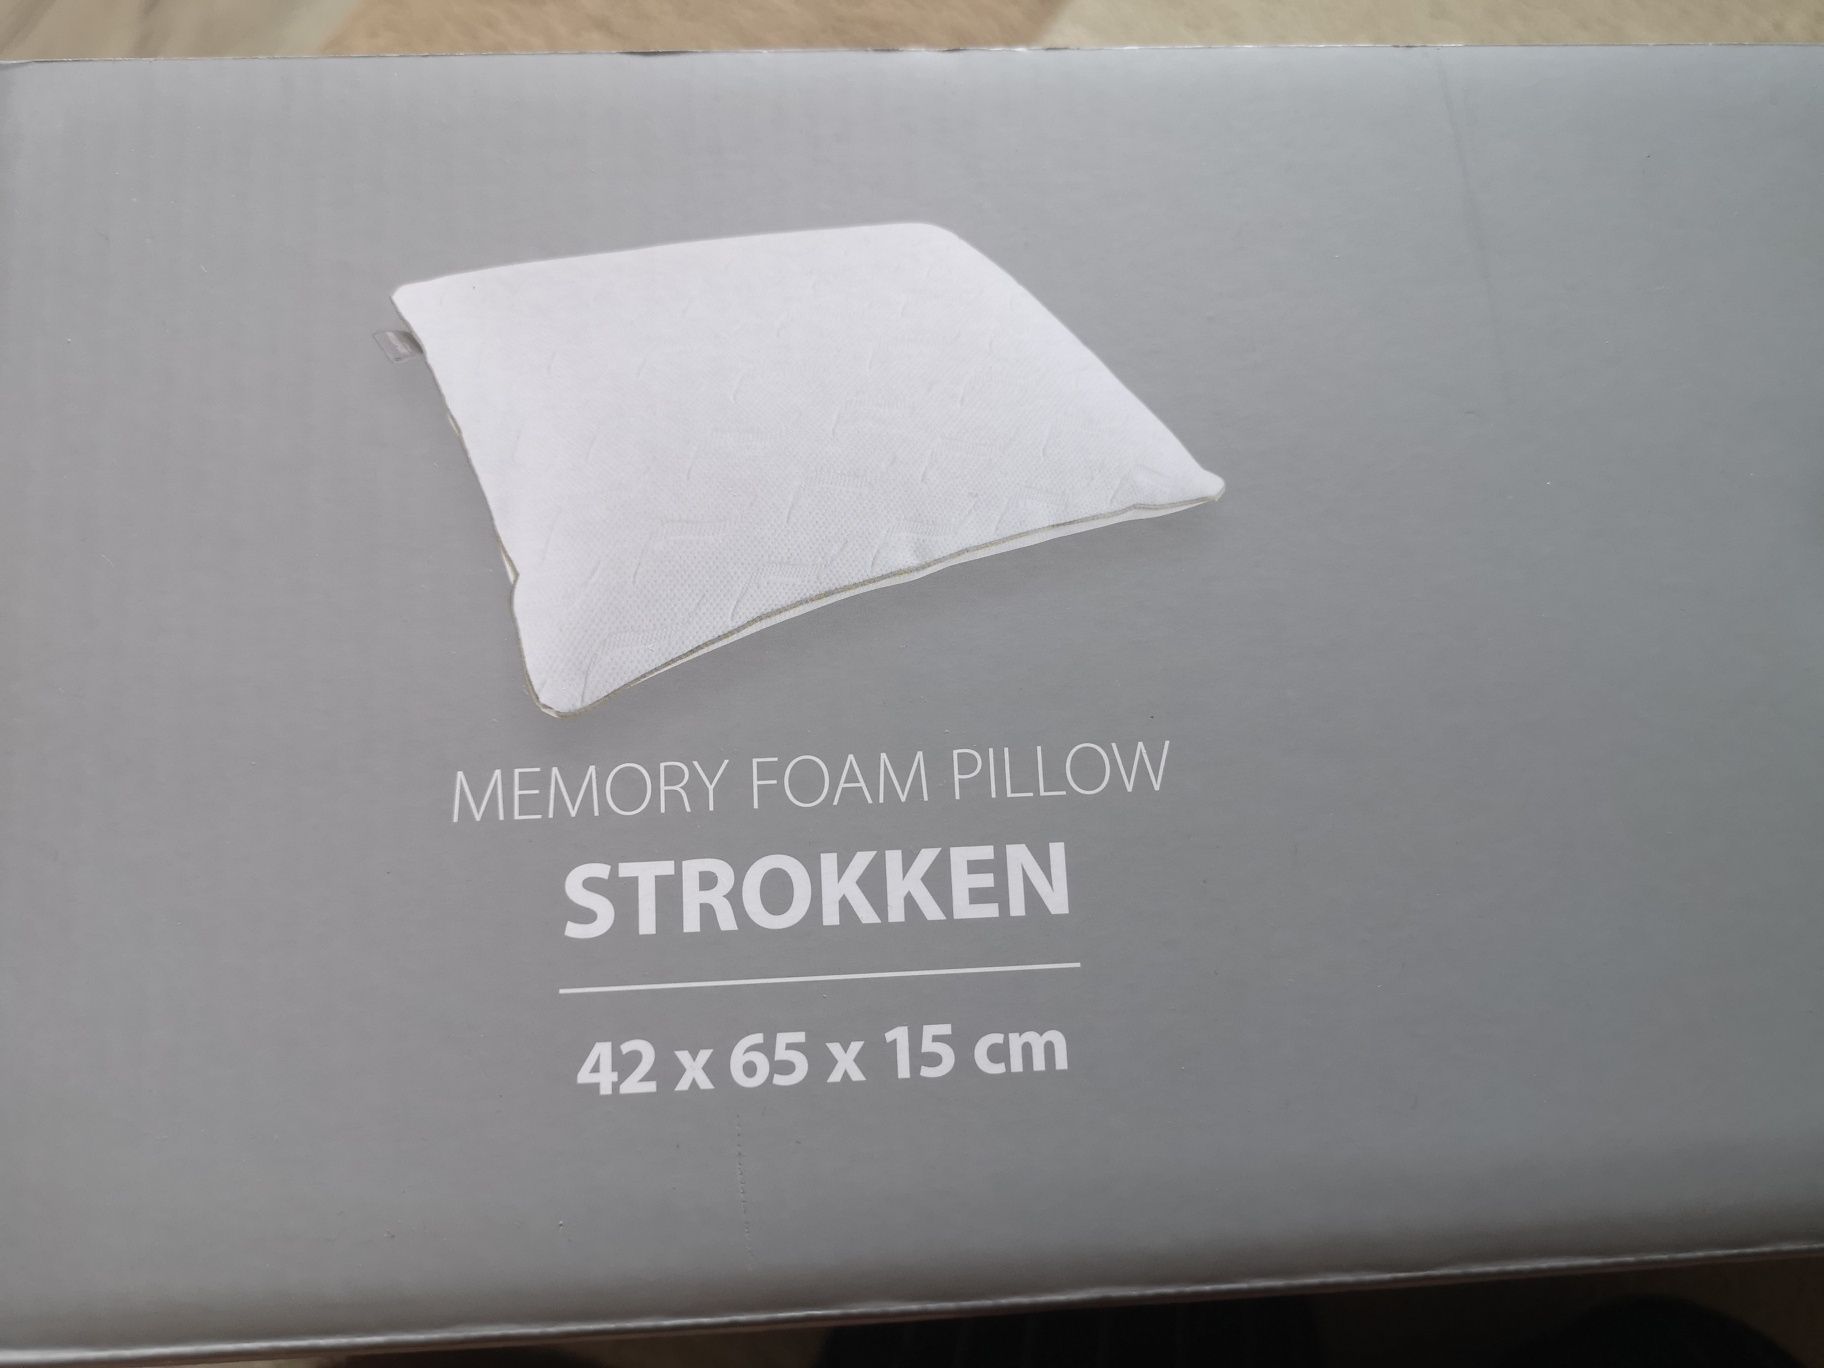 MEMORY FOAM PILLOW
STROKKEN
42 x 65 x 15 cm